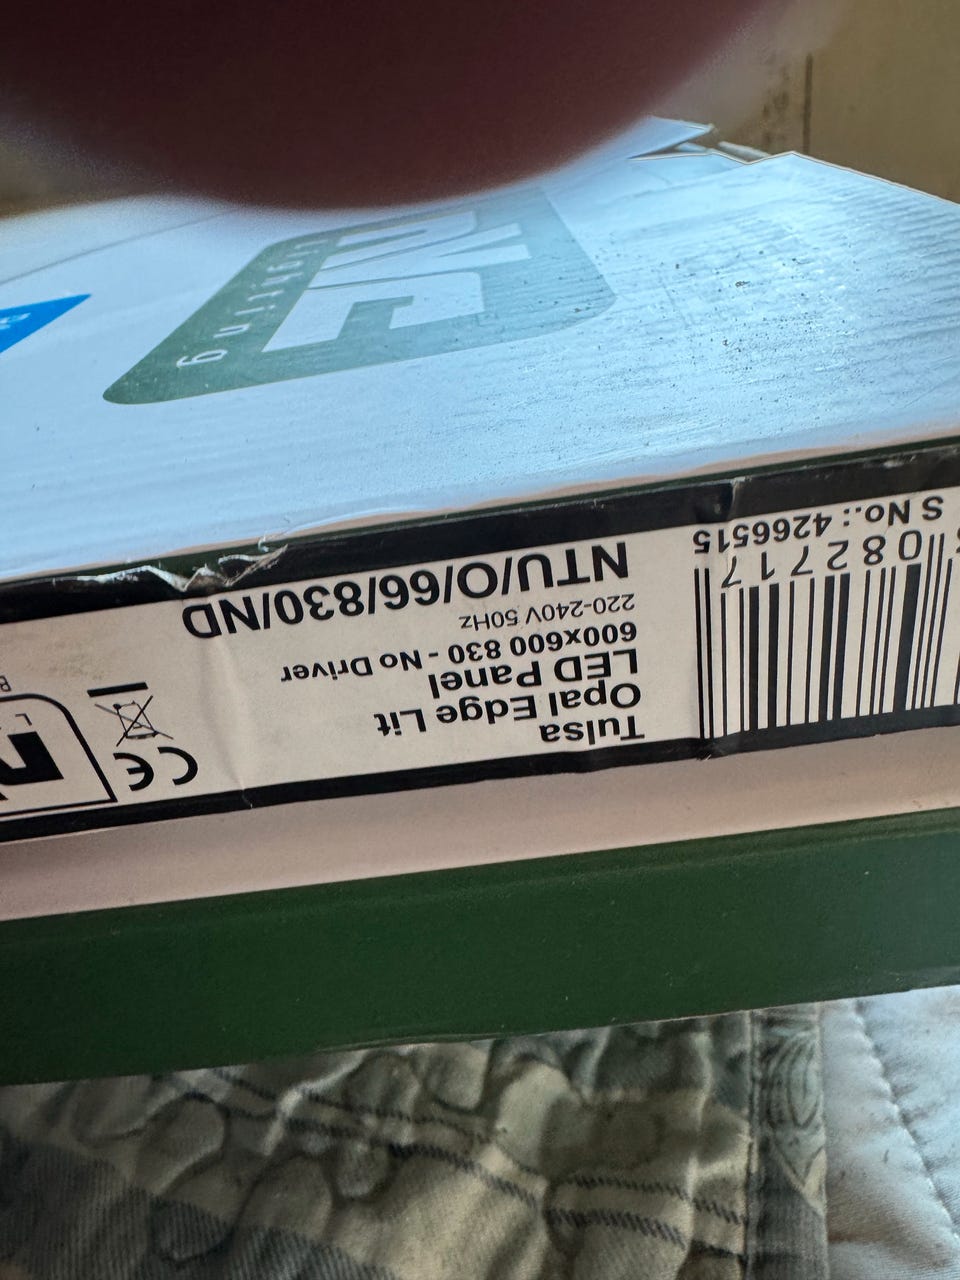 Tulsa
Opal Edge Lit
LED Panel
600x600 830 - No Driver
220-240V 50Hz
NTU/O/66/830/ND
082717
S No.: 4266515
CE